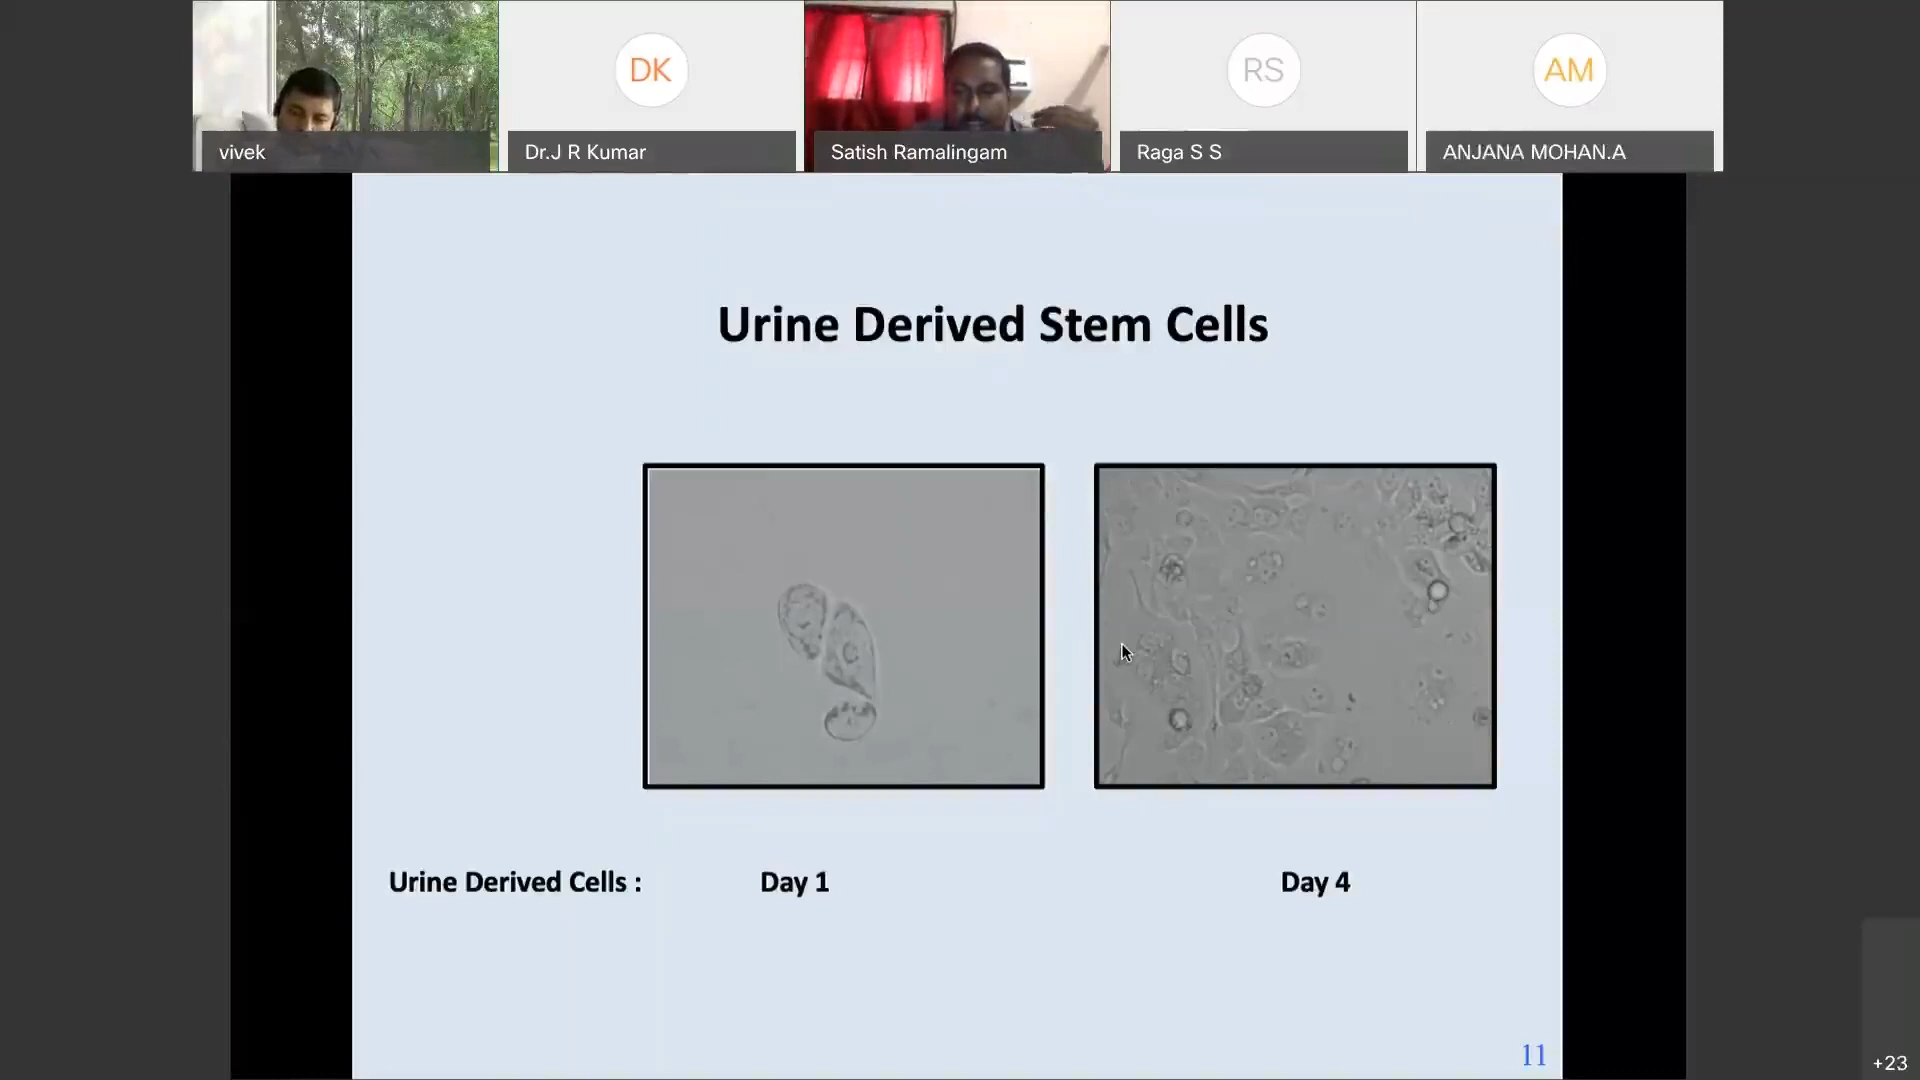 DK
RS
AM
vivek
Dr.J R Kumar
Satish Ramalingam
Raga S S
ANJANA MOHAN.A
Urine Derived Stem Cells
Urine Derived Cells :
Day 1
Day 4
11
+23